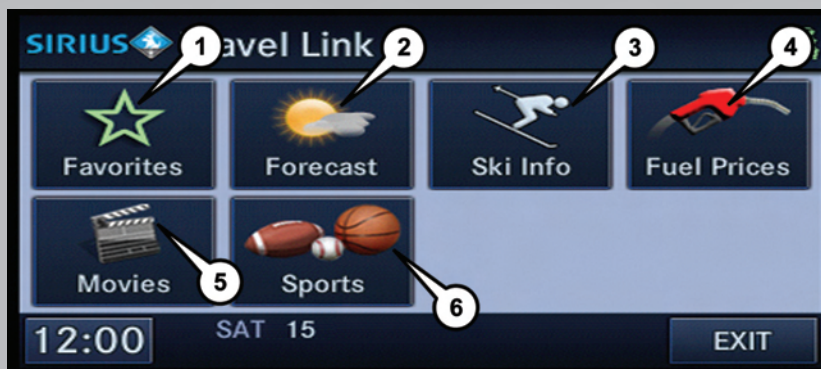 SIRIUS Travel Link
1
2
3
4
Favorites
Forecast
Ski Info
Fuel Prices
Movies
5
Sports
6
12:00
SAT 15
EXIT